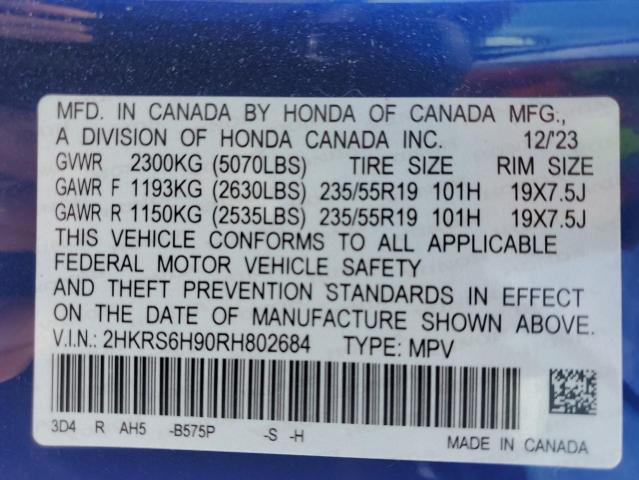 MFD. IN CANADA BY HONDA OF CANADA MFG.,
A DIVISION OF HONDA CANADA INC. 12/'23
GVWR 2300KG (5070LBS) TIRE SIZE RIM SIZE
GAWR F 1193KG (2630LBS) 235/55R19 101H 19X7.5J
GAWR R 1150KG (2535LBS) 235/55R19 101H 19X7.5J
THIS VEHICLE CONFORMS TO ALL APPLICABLE
FEDERAL MOTOR VEHICLE SAFETY
AND THEFT PREVENTION STANDARDS IN EFFECT
ON THE DATE OF MANUFACTURE SHOWN ABOVE.
V.I.N.: 2HKRS6H90RH802684 TYPE: MPV
3D4 R AH5 -B575P -S -H
MADE IN CANADA